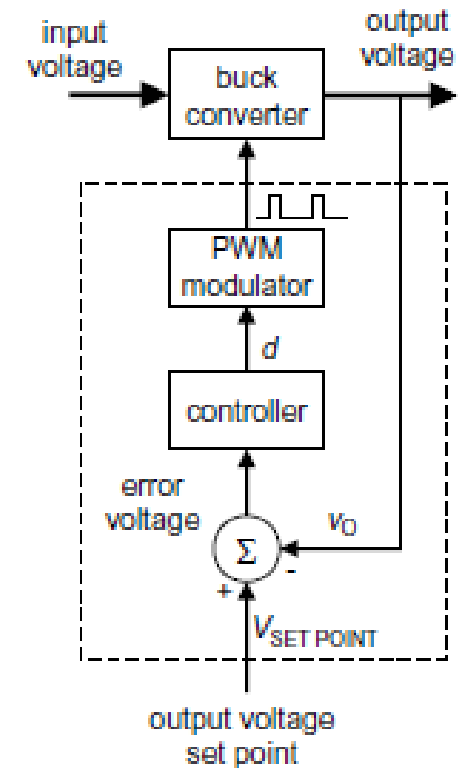 input
voltage
output
voltage
buck
converter
PWM
modulator
d
controller
error
voltage
Σ
vO
-
+
VSET POINT
output voltage
set point